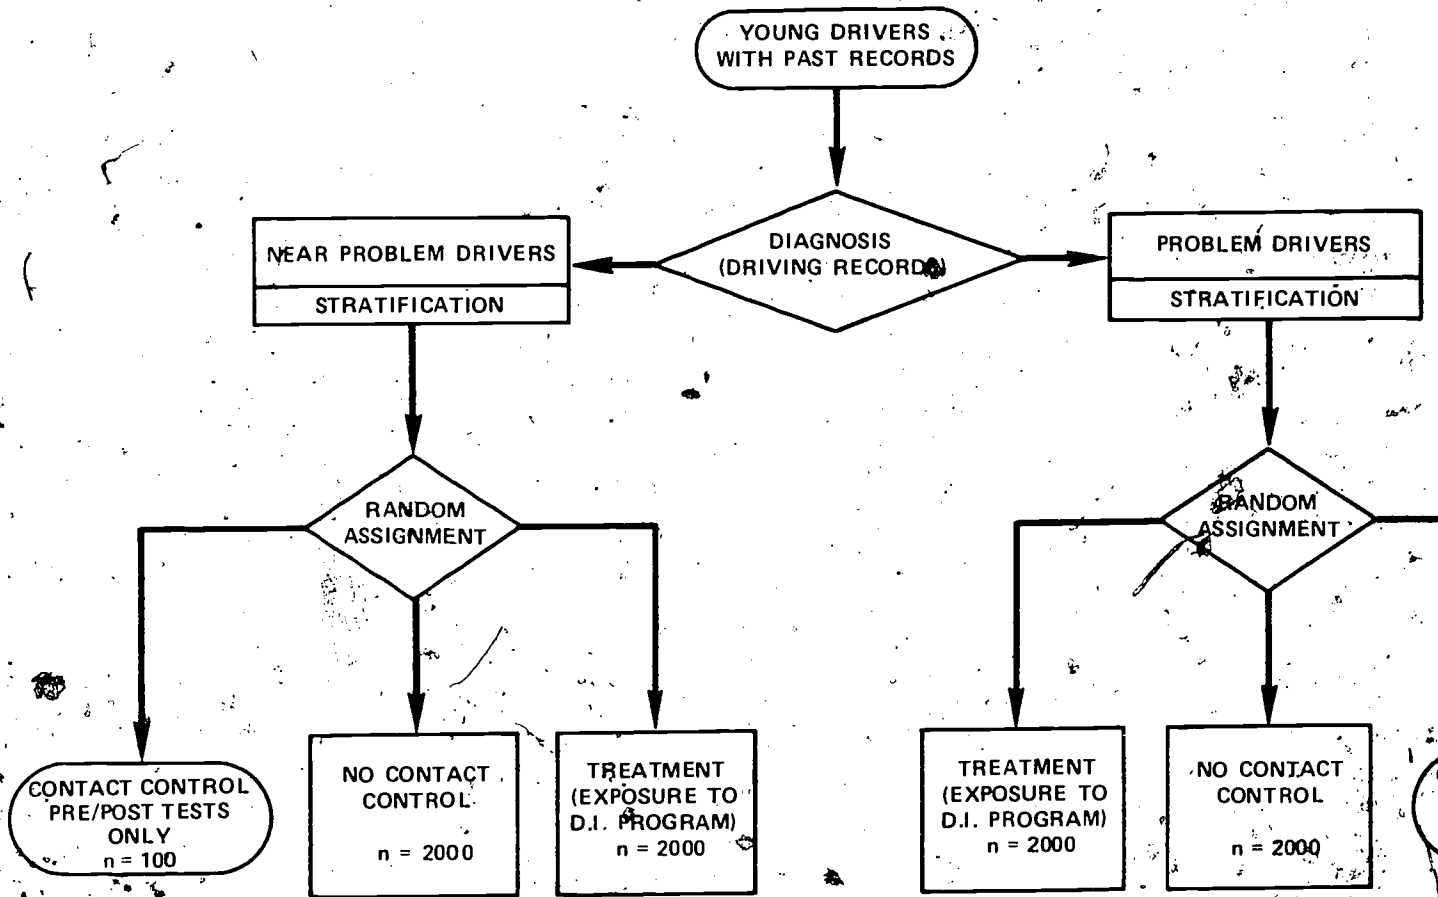 YOUNG DRIVERS
WITH PAST RECORDS
DIAGNOSIS
(DRIVING RECORDS)
NEAR PROBLEM DRIVERS
STRATIFICATION
PROBLEM DRIVERS
STRATIFICATION
RANDOM
ASSIGNMENT
RANDOM
ASSIGNMENT
CONTACT CONTROL
PRE/POST TESTS
ONLY
n = 100
NO CONTACT
CONTROL
n = 2000
TREATMENT
(EXPOSURE TO
D.I. PROGRAM)
n = 2000
TREATMENT
(EXPOSURE TO
D.I. PROGRAM)
n = 2000
NO CONTACT
CONTROL
n = 2000